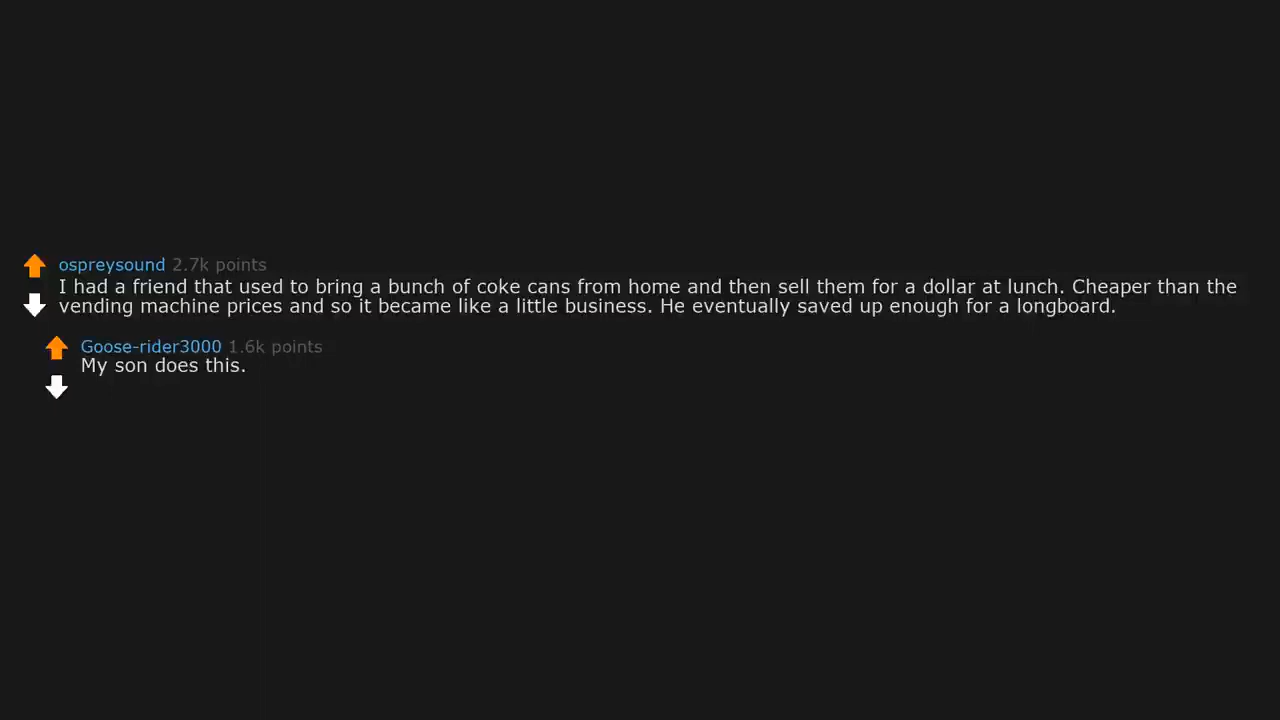 ospreysound 2.7k points
I had a friend that used to bring a bunch of coke cans from home and then sell them for a dollar at lunch. Cheaper than the
vending machine prices and so it became like a little business. He eventually saved up enough for a longboard.
Goose-rider3000 1.6k points
My son does this.